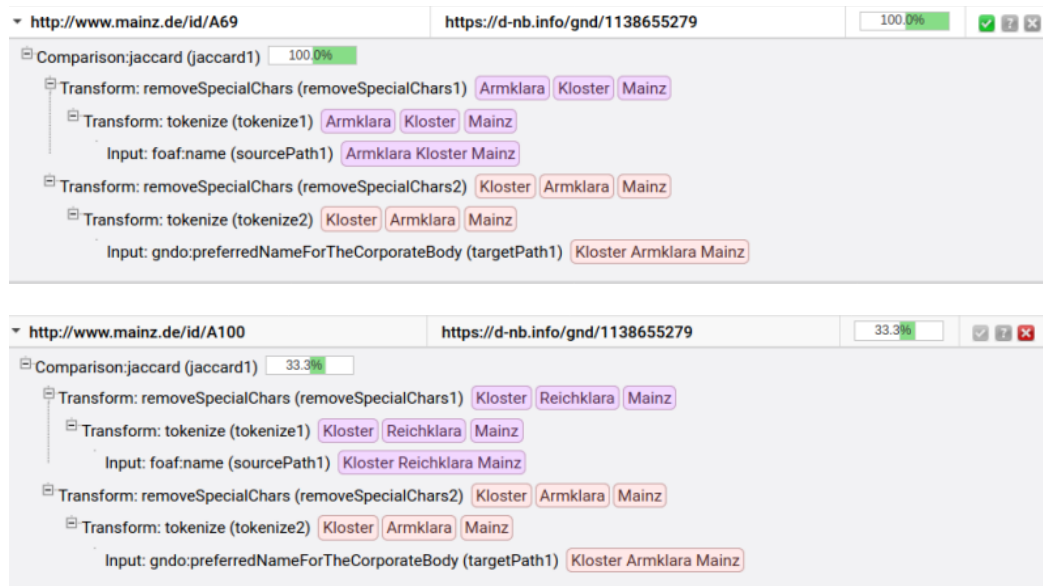 http://www.mainz.de/id/A69 https://d-nb.info/gnd/1138655279 100.0%
Comparison:jaccard (jaccard1) 100.0%
Transform: removeSpecialChars (removeSpecialChars1) Armklara Kloster Mainz
Transform: tokenize (tokenize1) Armklara Kloster Mainz
Input: foaf:name (sourcePath1) Armklara Kloster Mainz
Transform: removeSpecialChars (removeSpecialChars2) Kloster Armklara Mainz
Transform: tokenize (tokenize2) Kloster Armklara Mainz
Input: gndo:preferredNameForTheCorporateBody (targetPath1) Kloster Armklara Mainz
http://www.mainz.de/id/A100 https://d-nb.info/gnd/1138655279 33.3%
Comparison:jaccard (jaccard1) 33.3%
Transform: removeSpecialChars (removeSpecialChars1) Kloster Reichklara Mainz
Transform: tokenize (tokenize1) Kloster Reichklara Mainz
Input: foaf:name (sourcePath1) Kloster Reichklara Mainz
Transform: removeSpecialChars (removeSpecialChars2) Kloster Armklara Mainz
Transform: tokenize (tokenize2) Kloster Armklara Mainz
Input: gndo:preferredNameForTheCorporateBody (targetPath1) Kloster Armklara Mainz